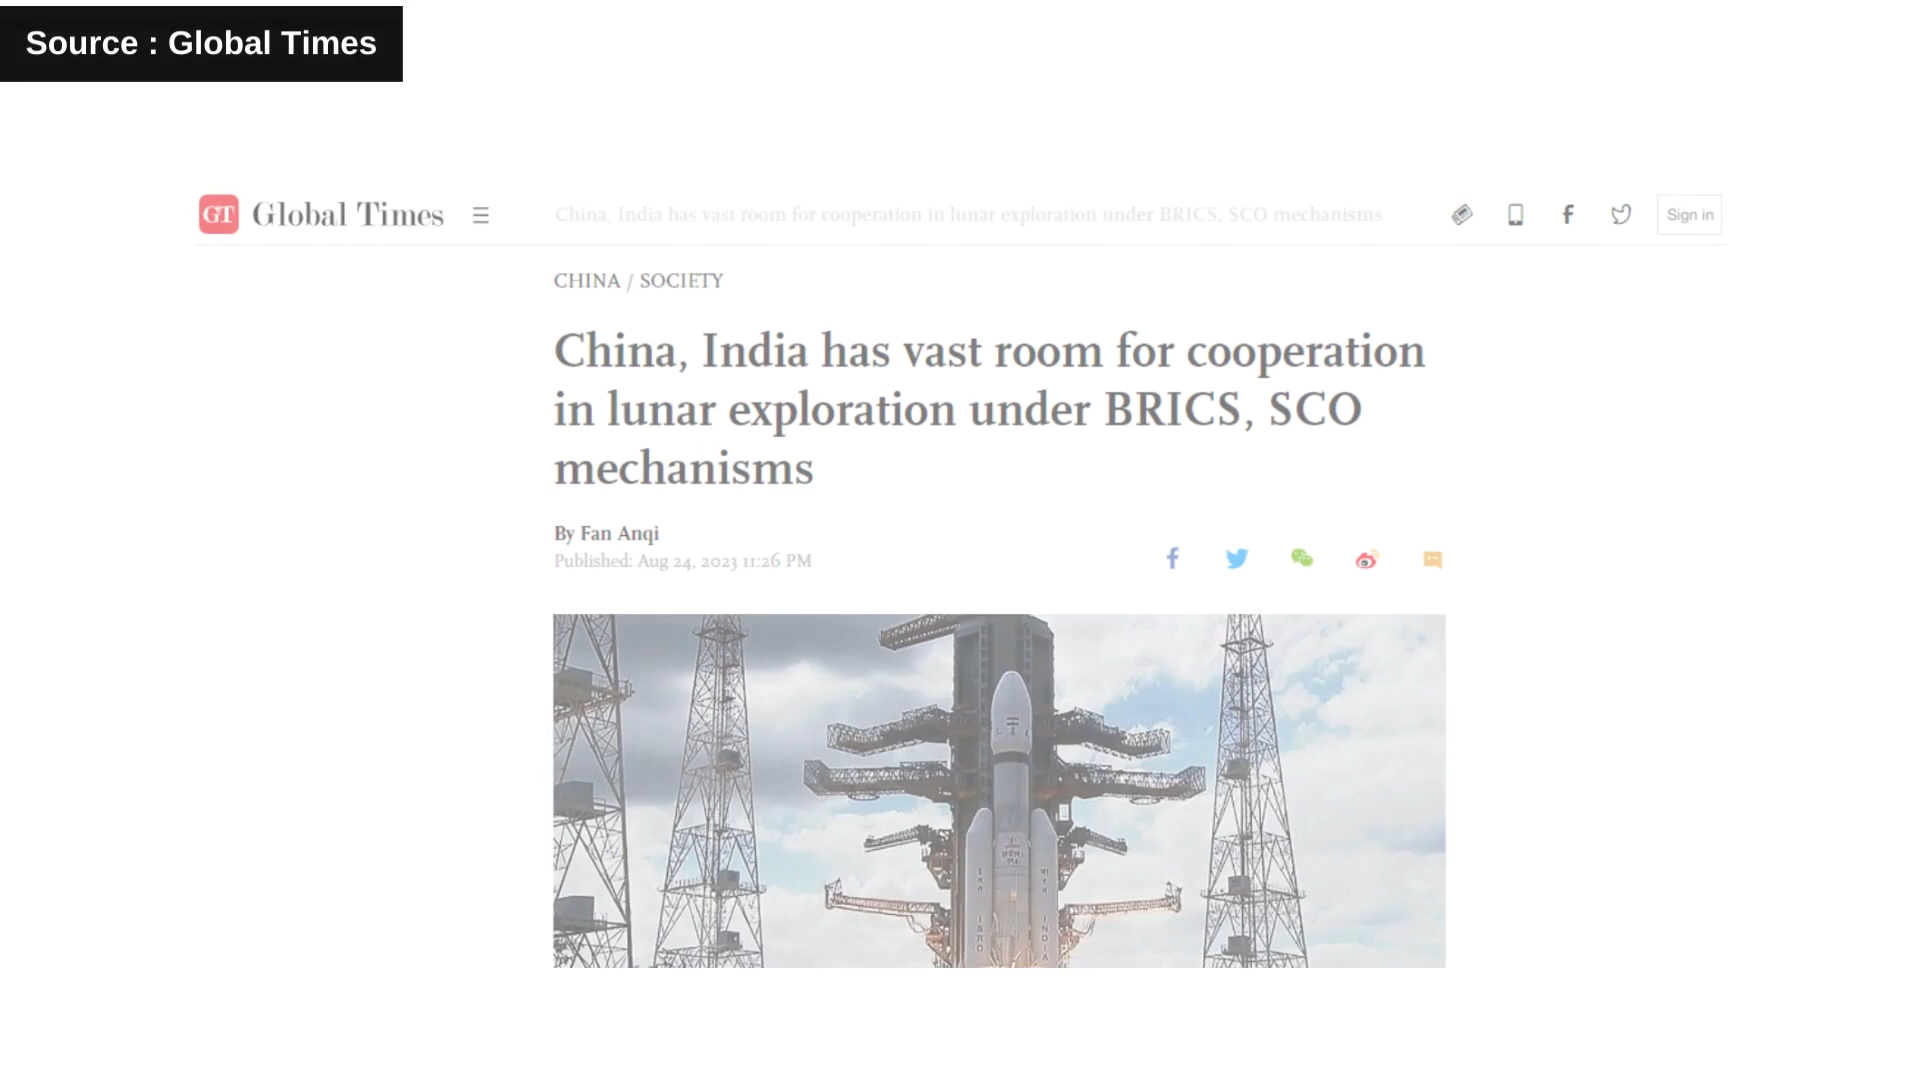 Source : Global Times
GT Global Times
China, India has vast room for cooperation in lunar exploration under BRICS, SCO mechanisms
Sign in
CHINA / SOCIETY
China, India has vast room for cooperation
in lunar exploration under BRICS, SCO
mechanisms
By Fan Anqi
Published: Aug 24, 2023 11:26 PM
ISRO
INDIA